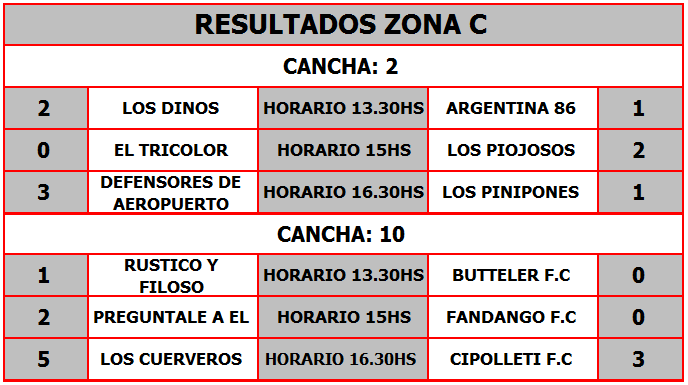 RESULTADOS ZONA C
CANCHA: 2
2 LOS DINOS HORARIO 13.30HS ARGENTINA 86 1
0 EL TRICOLOR HORARIO 15HS LOS PIOJOSOS 2
3 DEFENSORES DE AEROPUERTO HORARIO 16.30HS LOS PINIPONES 1
CANCHA: 10
1 RUSTICO Y FILOSO HORARIO 13.30HS BUTTELER F.C 0
2 PREGUNTALE A EL HORARIO 15HS FANDANGO F.C 0
5 LOS CUERVEROS HORARIO 16.30HS CIPOLLETI F.C 3